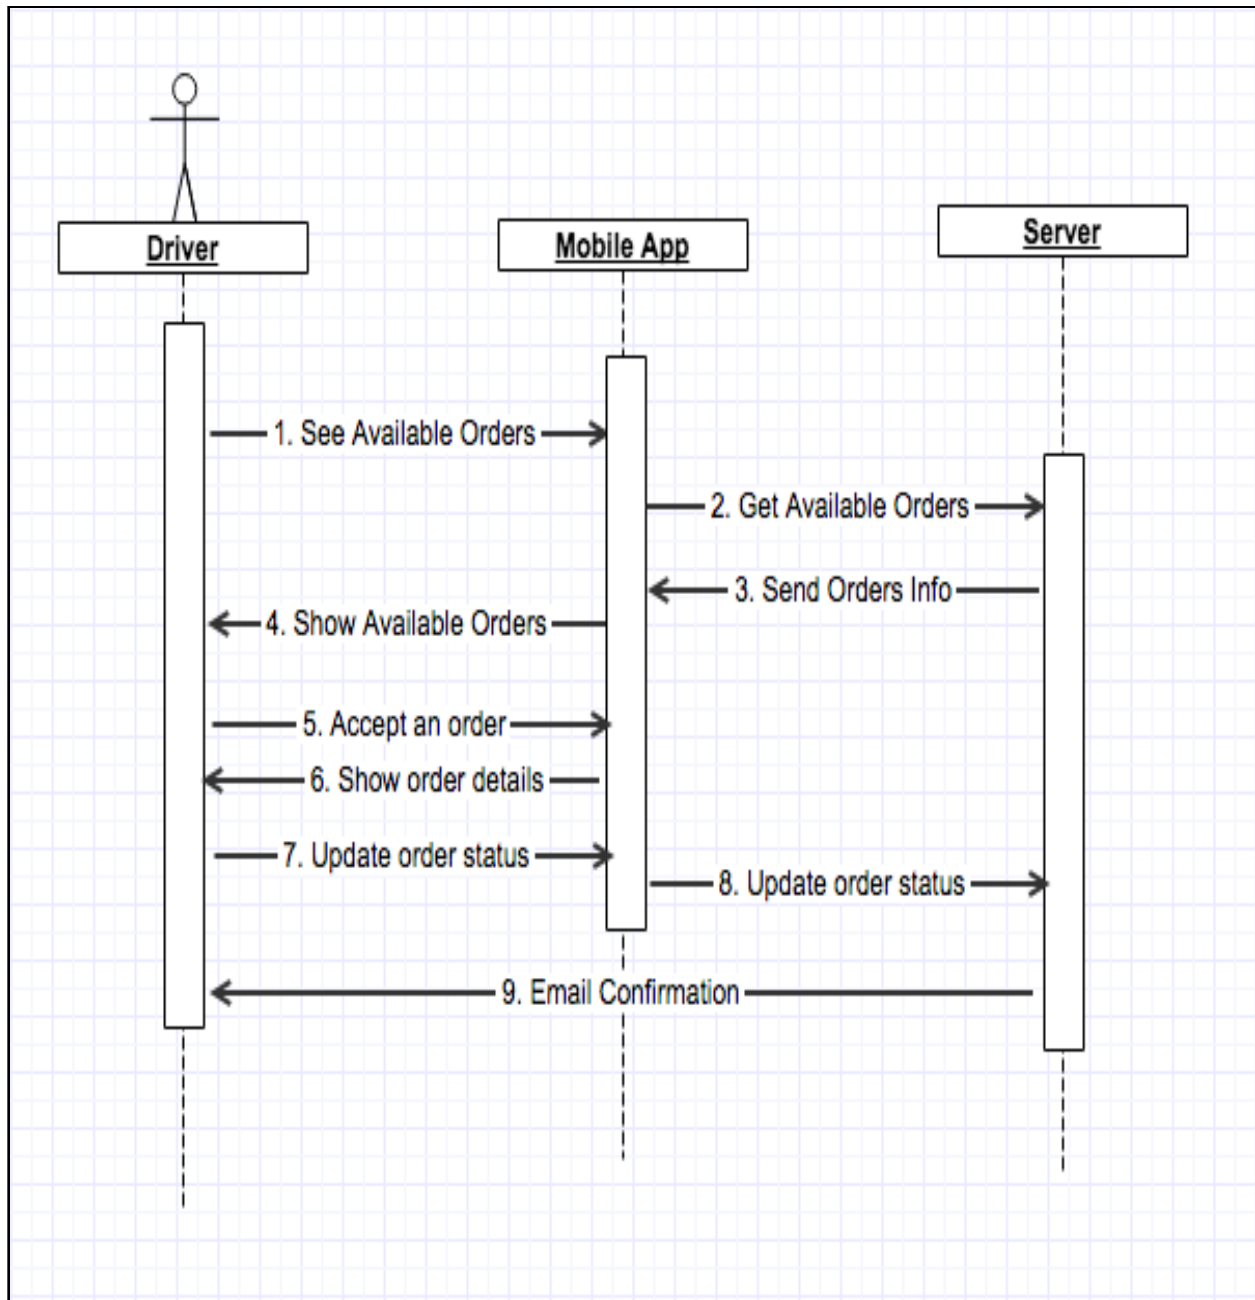 Driver
Mobile App
Server
1. See Available Orders
2. Get Available Orders
3. Send Orders Info
4. Show Available Orders
5. Accept an order
6. Show order details
7. Update order status
8. Update order status
9. Email Confirmation